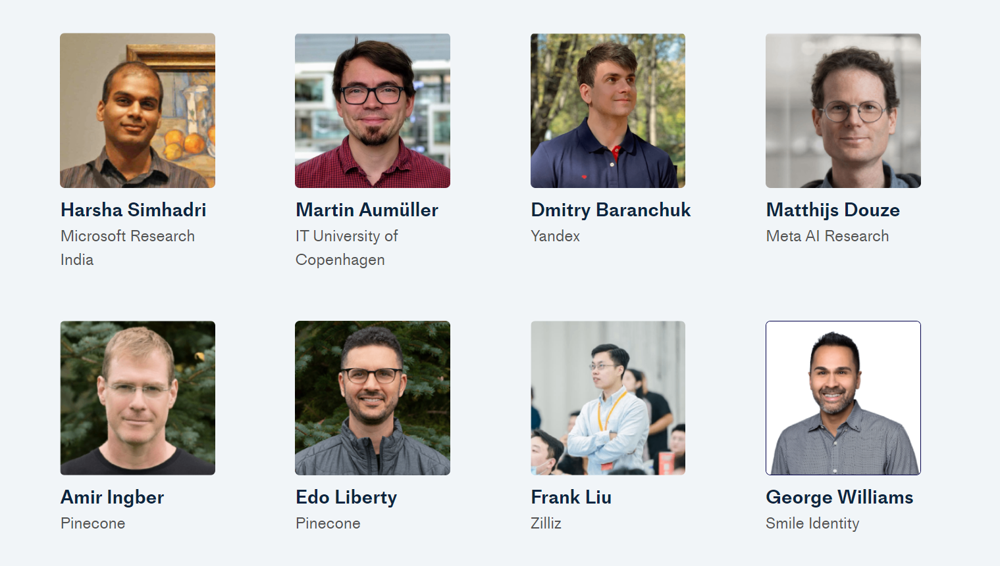 Harsha Simhadri
Microsoft Research
India
Martin Aumüller
IT University of
Copenhagen
Dmitry Baranchuk
Yandex
Matthijs Douze
Meta AI Research
Amir Ingber
Pinecone
Edo Liberty
Pinecone
Frank Liu
Zilliz
George Williams
Smile Identity